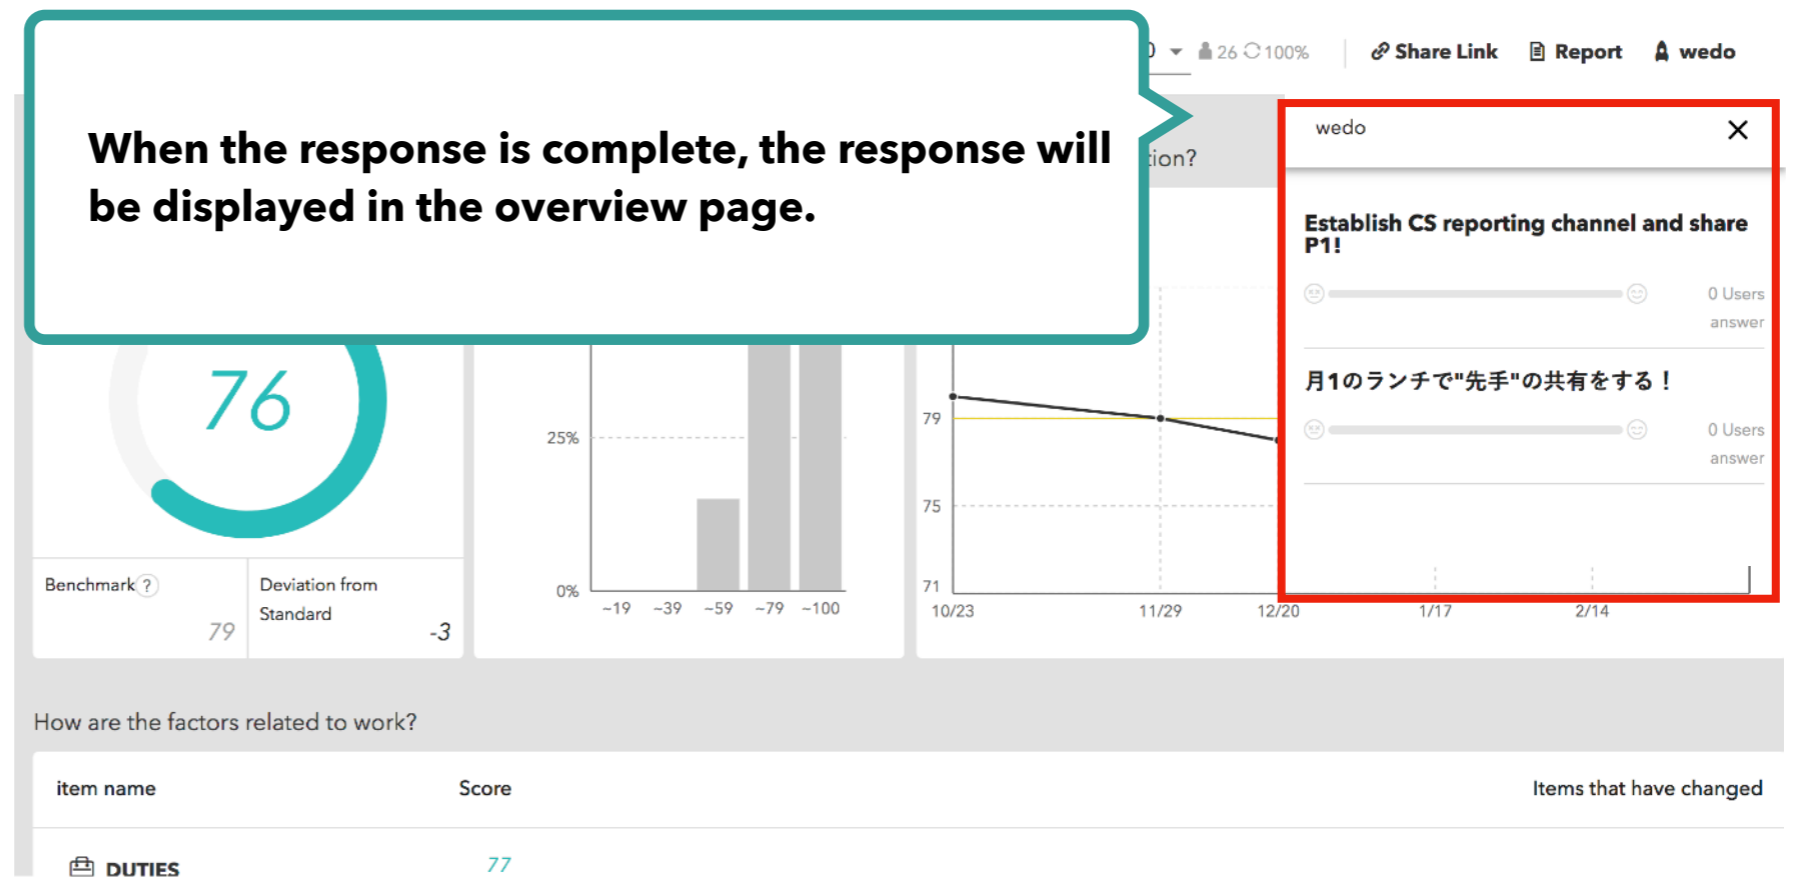 When the response is complete, the response will
be displayed in the overview page.
26 100%
Share Link
Report
wedo
wedo
Establish CS reporting channel and share
P1!
0 Users
answer
月1のランチで"先手"の共有をする！
0 Users
answer
76
Benchmark ?
79
Deviation from
Standard
-3
25%
0%
~19 ~39 ~59 ~79 ~100
79
75
71
10/23 11/29 12/20 1/17 2/14
How are the factors related to work?
item name Score Items that have changed
DUTIES 77